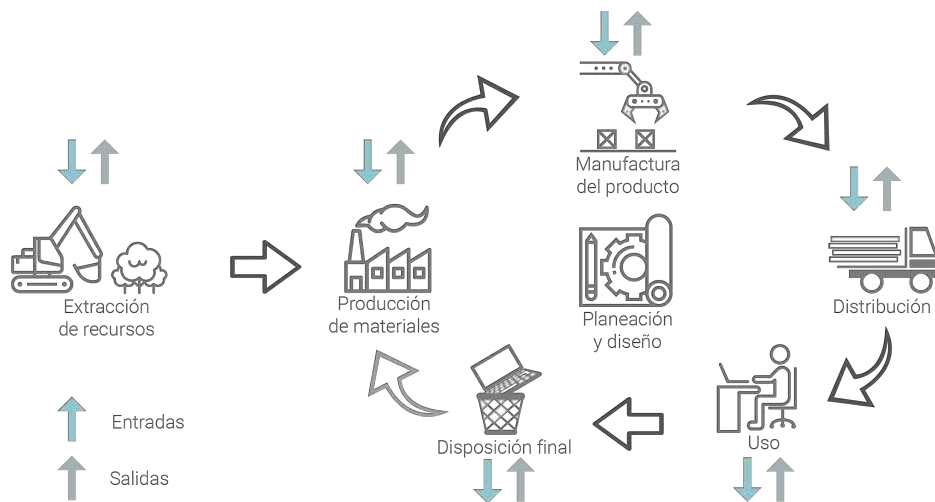 Manufactura
del producto
Extracción
de recursos
Producción
de materiales
Planeación
y diseño
Distribución
Disposición final
Uso
Entradas
Salidas